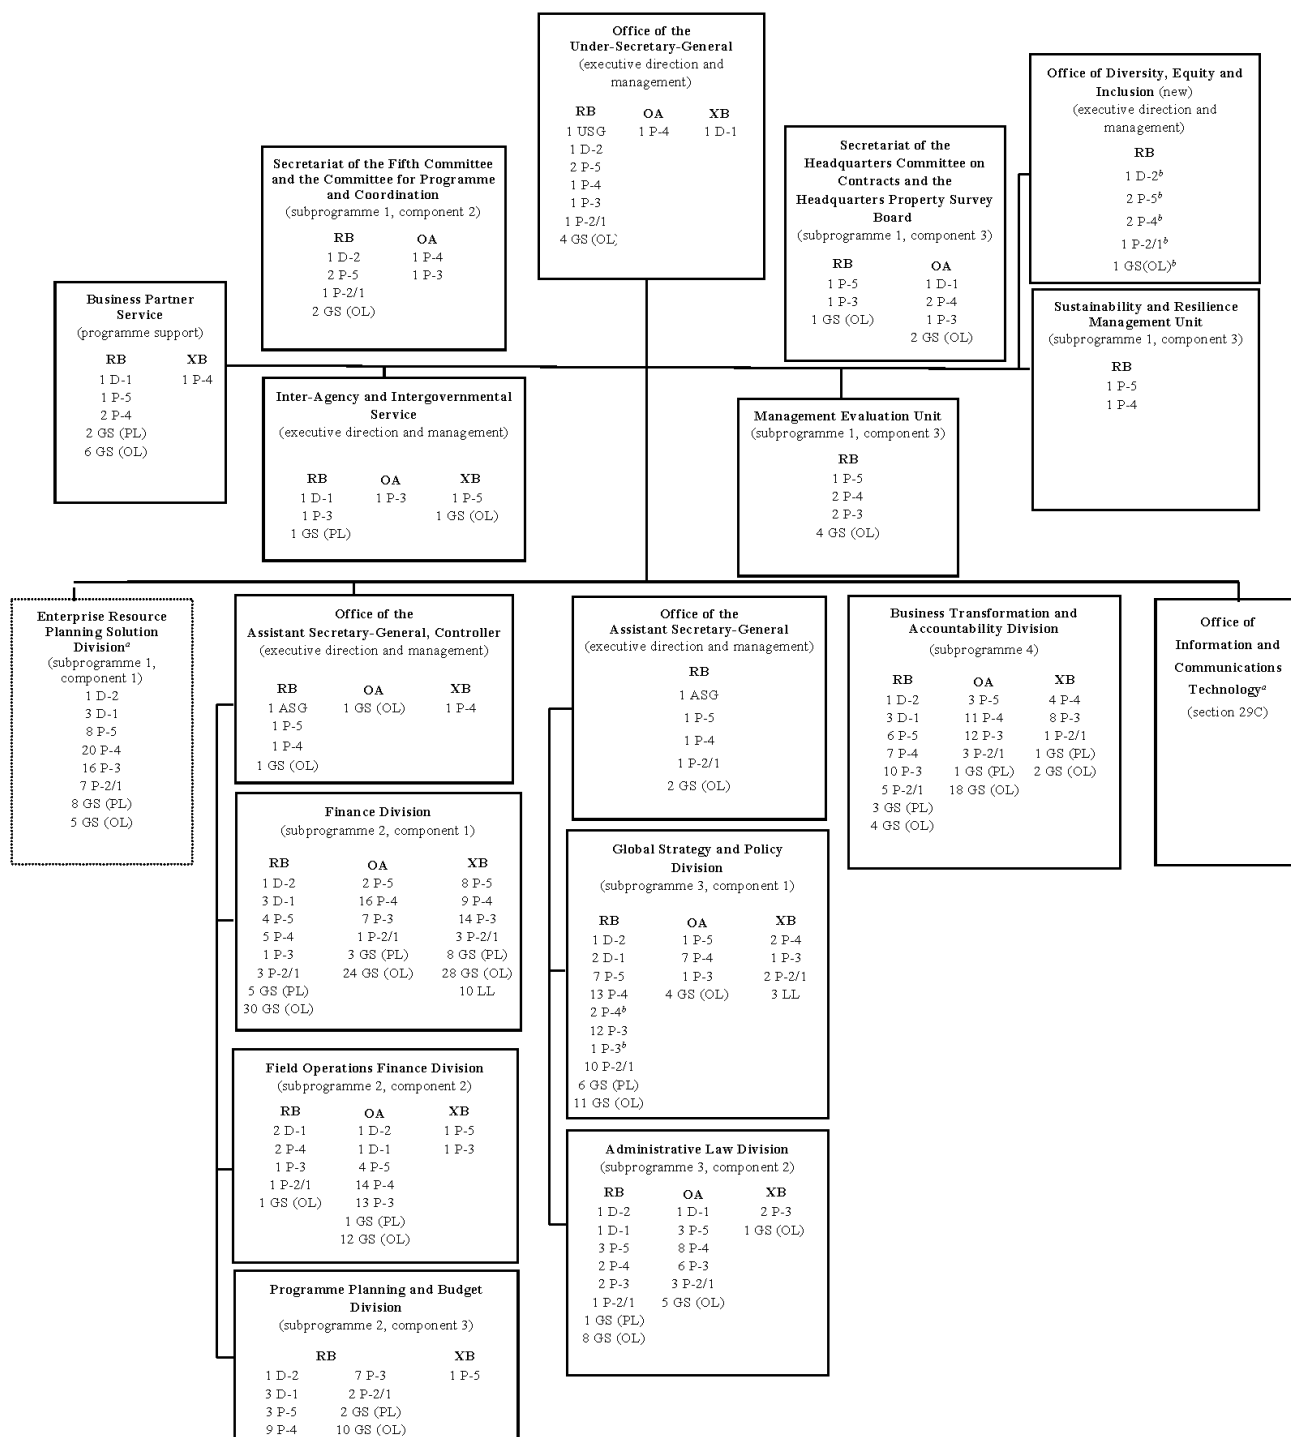 Office of the
Under-Secretary-General
(executive direction and
management)
RB OA XB
1 USG 1 P-4 1 D-1
1 D-2
2 P-5
1 P-4
1 P-3
1 P-2/1
4 GS (OL)
Office of Diversity, Equity and
Inclusion (new)
(executive direction and
management)
RB
1 D-2ᵇ
2 P-5ᵇ
2 P-4ᵇ
1 P-2/1ᵇ
1 GS(OL)ᵇ
Secretariat of the
Headquarters Committee on
Contracts and the
Headquarters Property Survey
Board
(subprogramme 1, component 3)
RB OA
1 P-5 1 D-1
1 P-3 2 P-4
1 GS (OL) 1 P-3
2 GS (OL)
Secretariat of the Fifth Committee
and the Committee for Programme
and Coordination
(subprogramme 1, component 2)
RB OA
1 D-2 1 P-4
2 P-5 1 P-3
1 P-2/1
2 GS (OL)
Business Partner
Service
(programme support)
RB XB
1 D-1 1 P-4
1 P-5
2 P-4
2 GS (PL)
6 GS (OL)
Sustainability and Resilience
Management Unit
(subprogramme 1, component 3)
RB
1 P-5
1 P-4
Inter-Agency and Intergovernmental
Service
(executive direction and management)
RB OA XB
1 D-1 1 P-3 1 P-5
1 P-3 1 GS (OL)
1 GS (PL)
Management Evaluation Unit
(subprogramme 1, component 3)
RB
1 P-5
2 P-4
2 P-3
4 GS (OL)
Enterprise Resource
Planning Solution
Divisionᵃ
(subprogramme 1,
component 1)
1 D-2
3 D-1
8 P-5
20 P-4
16 P-3
7 P-2/1
8 GS (PL)
5 GS (OL)
Office of the
Assistant Secretary-General, Controller
(executive direction and management)
RB OA XB
1 ASG 1 GS (OL) 1 P-4
1 P-5
1 P-4
1 GS (OL)
Finance Division
(subprogramme 2, component 1)
RB OA XB
1 D-2 2 P-5 8 P-5
3 D-1 16 P-4 9 P-4
4 P-5 7 P-3 14 P-3
5 P-4 1 P-2/1 3 P-2/1
1 P-3 3 GS (PL) 8 GS (PL)
3 P-2/1 24 GS (OL) 28 GS (OL)
5 GS (PL) 10 LL
30 GS (OL)
Field Operations Finance Division
(subprogramme 2, component 2)
RB OA XB
2 D-1 1 D-2 1 P-5
2 P-4 1 D-1 1 P-3
1 P-3 4 P-5
1 P-2/1 14 P-4
1 GS (OL) 13 P-3
1 GS (PL)
12 GS (OL)
Programme Planning and Budget
Division
(subprogramme 2, component 3)
RB XB
1 D-2 7 P-3 1 P-5
3 D-1 2 P-2/1
3 P-5 2 GS (PL)
9 P-4 10 GS (OL)
Office of the
Assistant Secretary-General
(executive direction and management)
RB
1 ASG
1 P-5
1 P-4
1 P-2/1
2 GS (OL)
Global Strategy and Policy
Division
(subprogramme 3, component 1)
RB OA XB
1 D-2 1 P-5 2 P-4
2 D-1 7 P-4 1 P-3
7 P-5 1 P-3 2 P-2/1
13 P-4 4 GS (OL) 3 LL
2 P-4ᵇ
12 P-3
1 P-3ᵇ
10 P-2/1
6 GS (PL)
11 GS (OL)
Administrative Law Division
(subprogramme 3, component 2)
RB OA XB
1 D-2 1 D-1 2 P-3
1 D-1 3 P-5 1 GS (OL)
3 P-5 8 P-4
2 P-4 6 P-3
2 P-3 3 P-2/1
1 P-2/1 5 GS (OL)
1 GS (PL)
8 GS (OL)
Business Transformation and
Accountability Division
(subprogramme 4)
RB OA XB
1 D-2 3 P-5 4 P-4
3 D-1 11 P-4 8 P-3
6 P-5 12 P-3 1 P-2/1
7 P-4 3 P-2/1 1 GS (PL)
10 P-3 1 GS (PL) 2 GS (OL)
5 P-2/1 18 GS (OL)
3 GS (PL)
4 GS (OL)
Office of
Information and
Communications
Technologyᵃ
(section 29C)